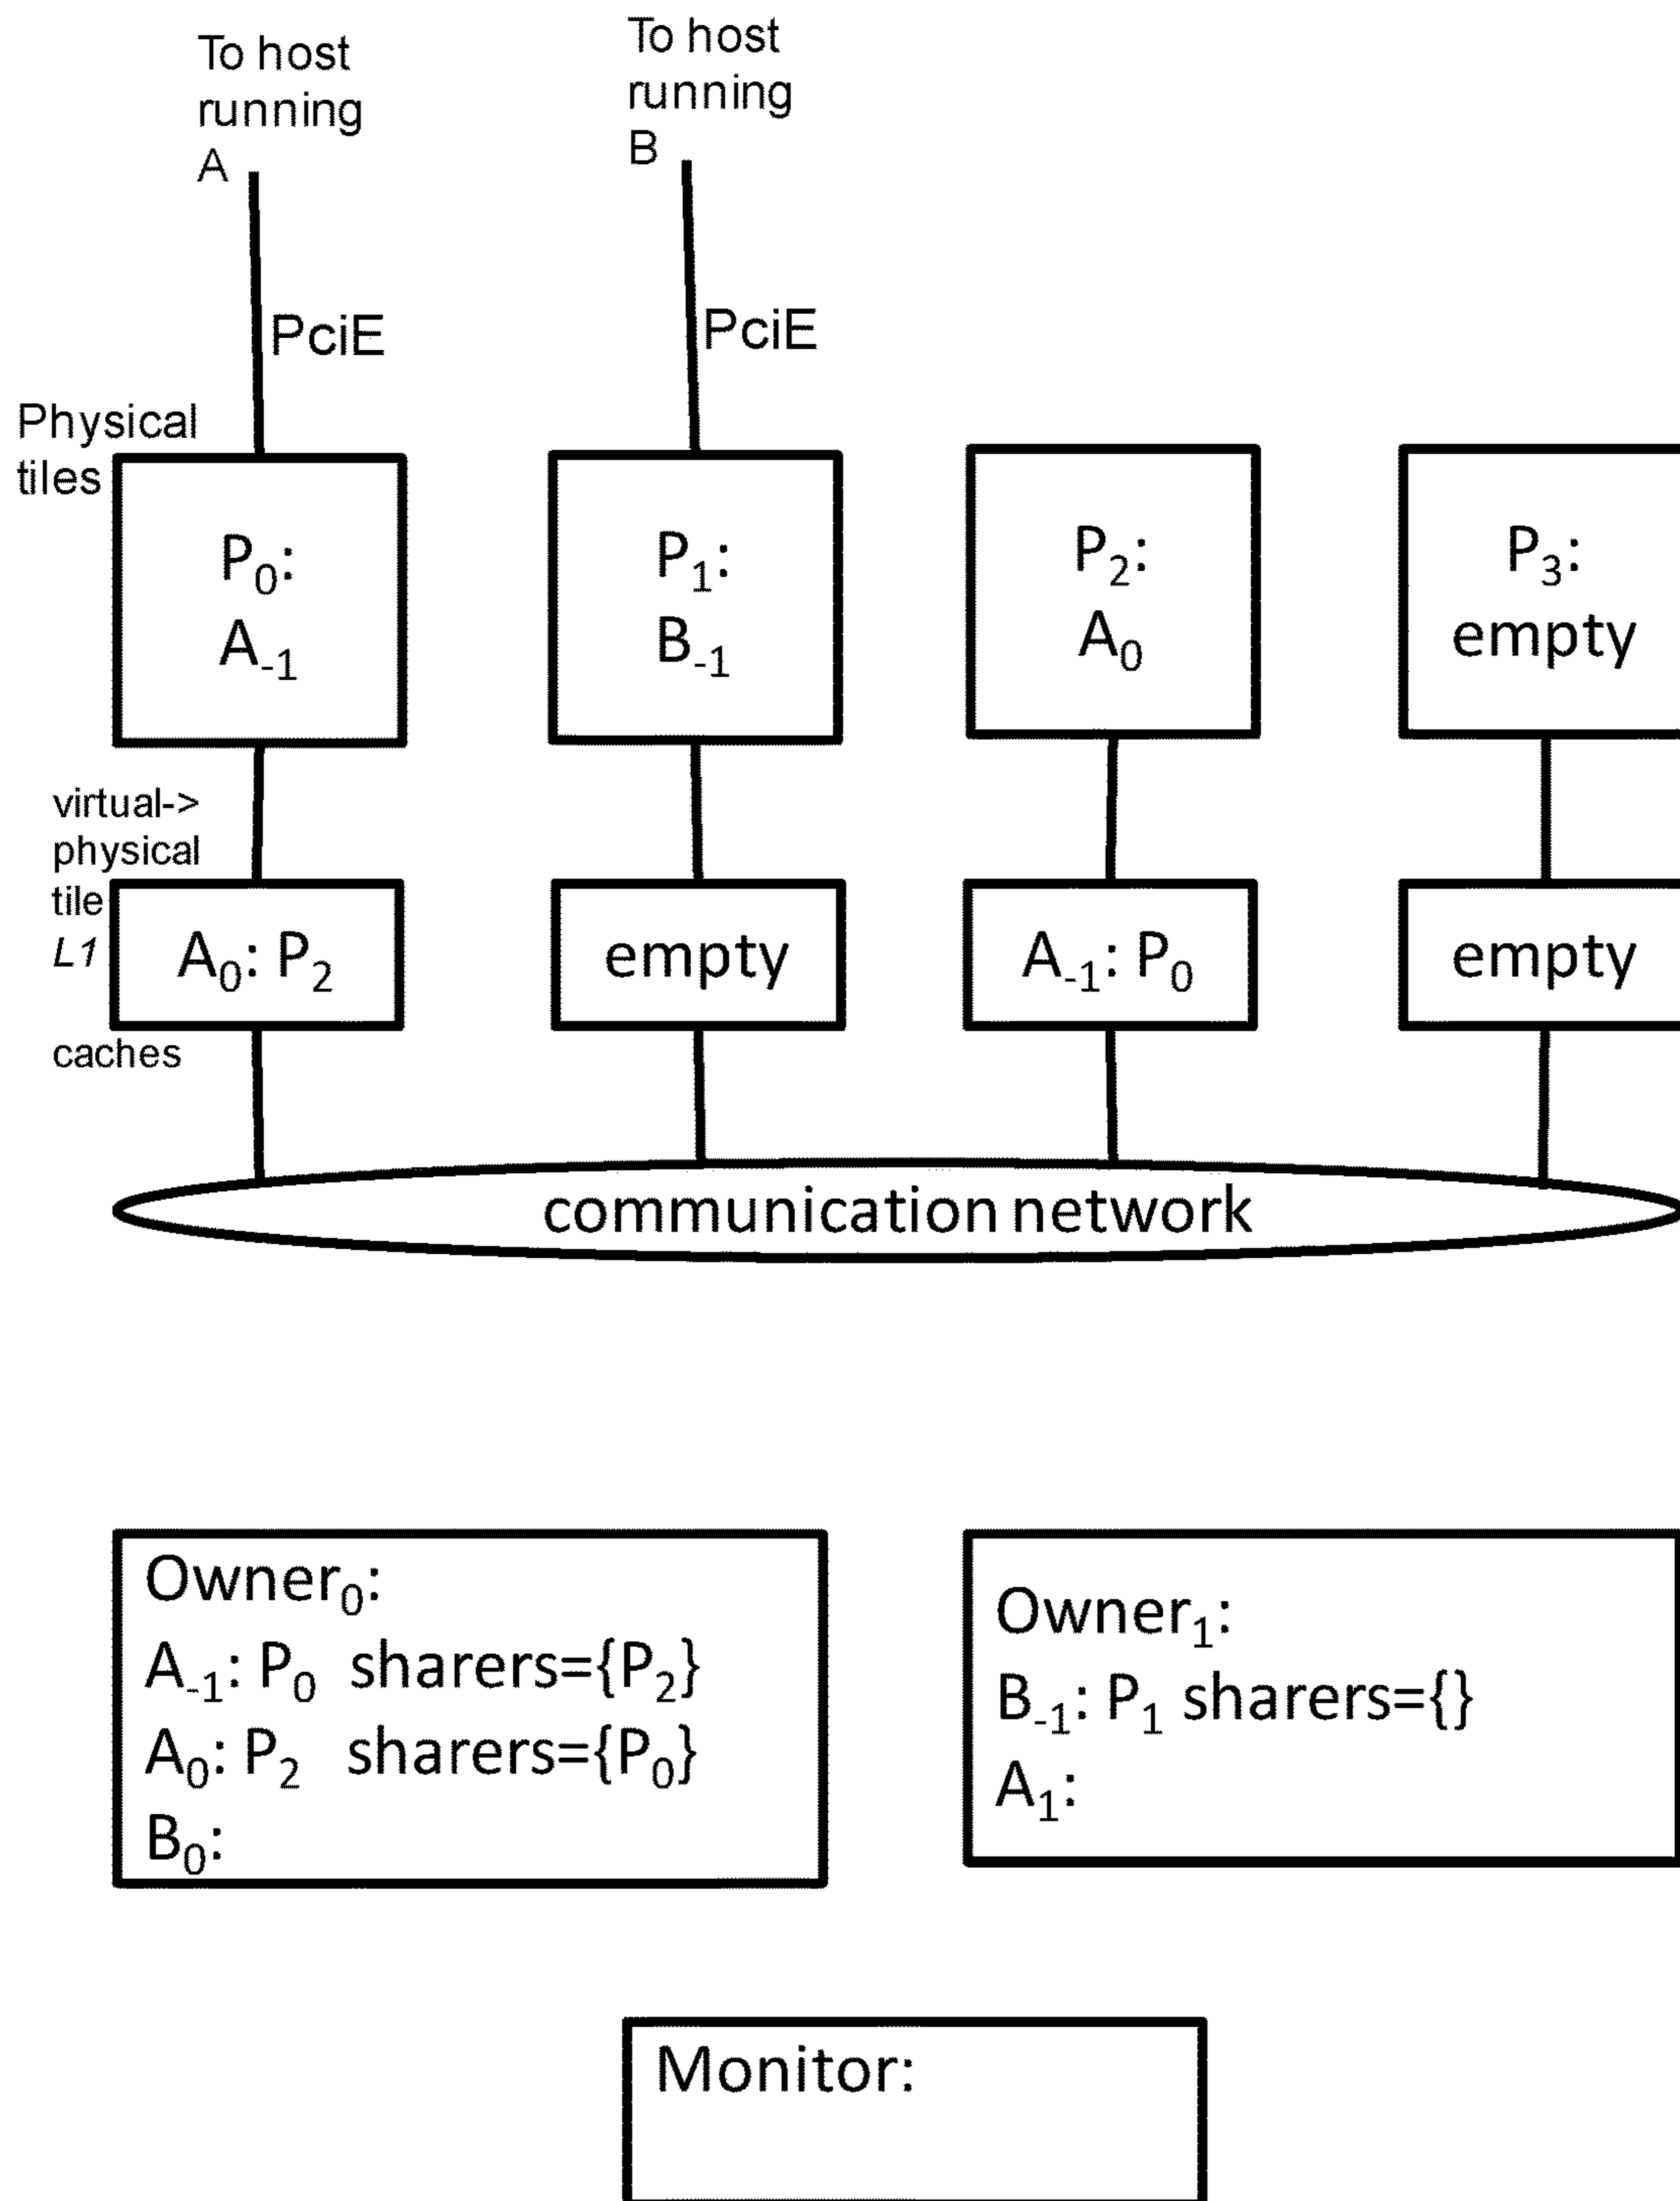 To host
running
A
To host
running
B
PciE
PciE
Physical
tiles
P0:
A-1
P1:
B-1
P2:
A0
P3:
empty
virtual->
physical
tile
L1
caches
A0: P2
empty
A-1: P0
empty
communication network
Owner0:
A-1: P0 sharers={P2}
A0: P2 sharers={P0}
B0:
Owner1:
B-1: P1 sharers={}
A1:
Monitor: